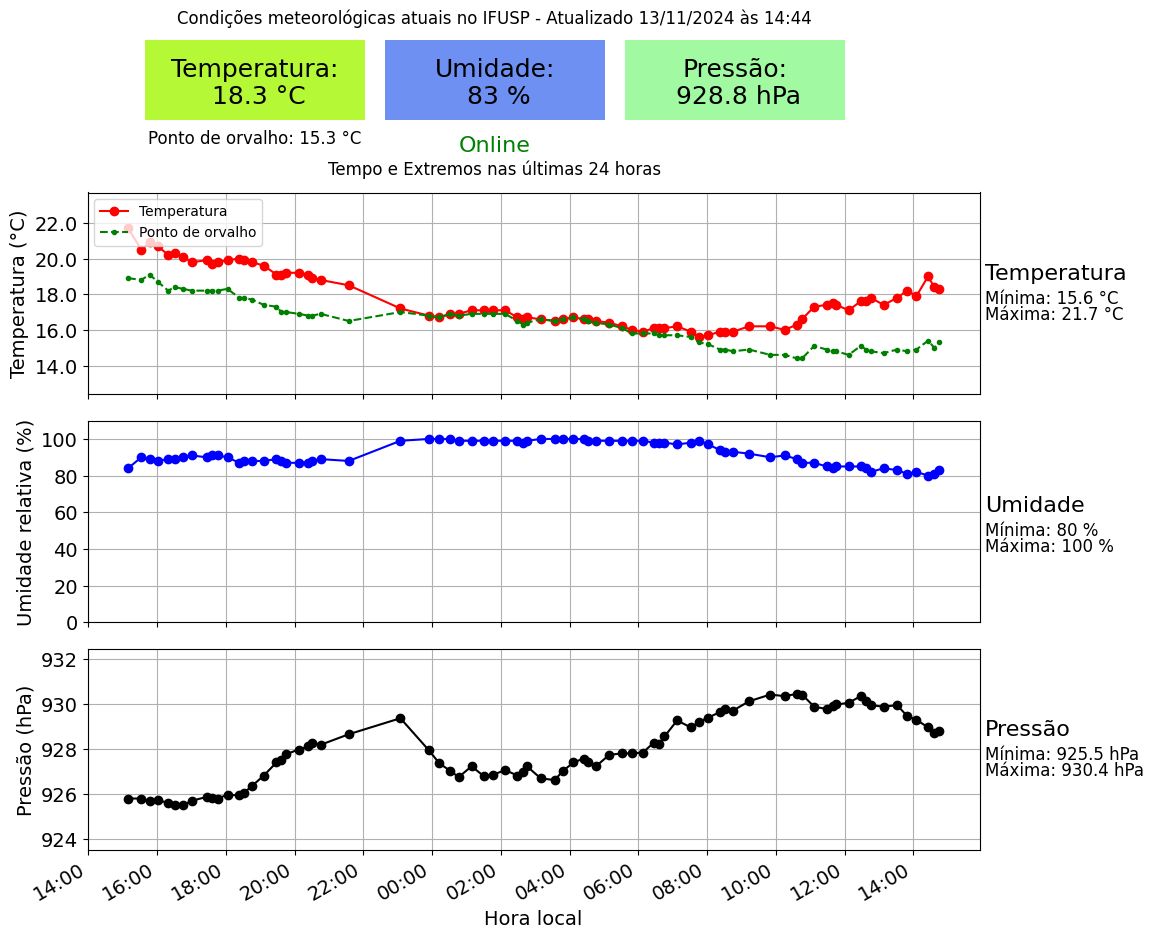 Condições meteorológicas atuais no IFUSP - Atualizado 13/11/2024 às 14:44
Temperatura:
18.3 °C
Umidade:
83 %
Pressão:
928.8 hPa
Ponto de orvalho: 15.3 °C
Online
Tempo e Extremos nas últimas 24 horas
Temperatura (°C)
22.0
20.0
18.0
16.0
14.0
Temperatura
Ponto de orvalho
Temperatura
Mínima: 15.6 °C
Máxima: 21.7 °C
Umidade relativa (%)
100
80
60
40
20
0
Umidade
Mínima: 80 %
Máxima: 100 %
Pressão (hPa)
932
930
928
926
924
Pressão
Mínima: 925.5 hPa
Máxima: 930.4 hPa
14:00 16:00 18:00 20:00 22:00 00:00 02:00 04:00 06:00 08:00 10:00 12:00 14:00
Hora local